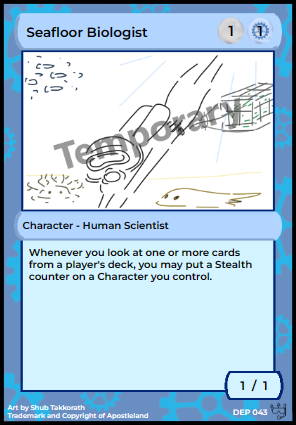 Seafloor Biologist
1 1
Temporary
Character - Human Scientist
Whenever you look at one or more cards
from a player's deck, you may put a Stealth
counter on a Character you control.
1 / 1
Art by Shub Takkorath
Trademark and Copyright of Apostleland
DEP 043